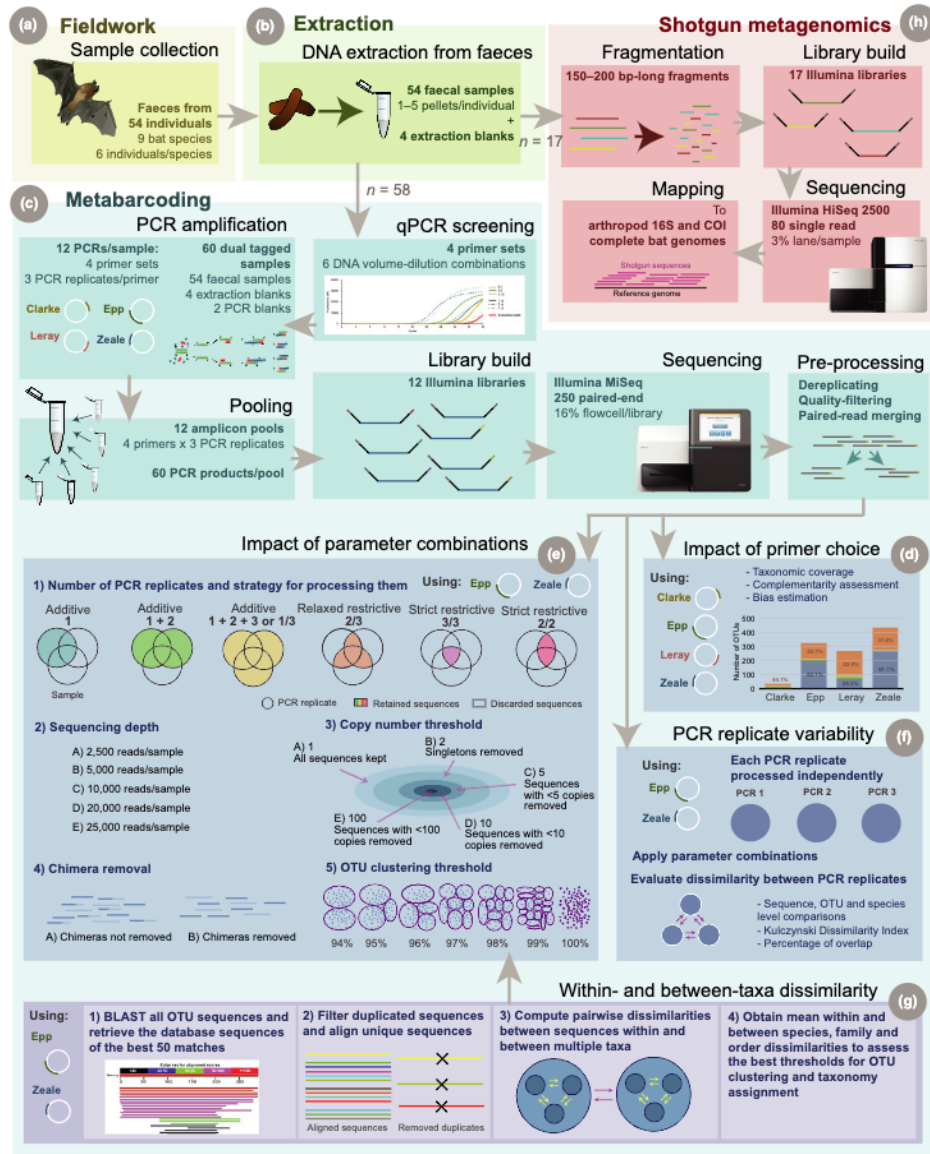 (a)
Fieldwork
Sample collection
Faeces from
54 individuals
9 bat species
6 individuals/species
(b)
Extraction
DNA extraction from faeces
54 faecal samples
1–5 pellets/individual
+
4 extraction blanks
n = 17
n = 58
Shotgun metagenomics
(h)
Fragmentation
150–200 bp-long fragments
Library build
17 Illumina libraries
Mapping
To
arthropod 16S and COI
complete bat genomes
Shotgun sequences
Reference genome
Sequencing
Illumina HiSeq 2500
80 single read
3% lane/sample
(c)
Metabarcoding
PCR amplification
12 PCRs/sample:
4 primer sets
3 PCR replicates/primer
Clarke
Epp
Leray
Zeale
60 dual tagged
samples
54 faecal samples
4 extraction blanks
2 PCR blanks
qPCR screening
4 primer sets
6 DNA volume-dilution combinations
Pooling
12 amplicon pools
4 primers x 3 PCR replicates
60 PCR products/pool
Library build
12 Illumina libraries
Sequencing
Illumina MiSeq
250 paired-end
16% flowcell/library
Pre-processing
Dereplicating
Quality-filtering
Paired-read merging
Impact of parameter combinations
(e)
1) Number of PCR replicates and strategy for processing them
Using:
Epp
Zeale
Additive
1
Additive
1 + 2
Additive
1 + 2 + 3 or 1/3
Relaxed restrictive
2/3
Strict restrictive
3/3
Strict restrictive
2/2
Sample
PCR replicate
Retained sequences
Discarded sequences
2) Sequencing depth
A) 2,500 reads/sample
B) 5,000 reads/sample
C) 10,000 reads/sample
D) 20,000 reads/sample
E) 25,000 reads/sample
3) Copy number threshold
A) 1
All sequences kept
B) 2
Singletons removed
C) 5
Sequences
with <5 copies
removed
D) 10
Sequences with <10
copies removed
E) 100
Sequences with <100
copies removed
4) Chimera removal
A) Chimeras not removed
B) Chimeras removed
5) OTU clustering threshold
94% 95% 96% 97% 98% 99% 100%
Impact of primer choice
(d)
Using:
Clarke
Epp
Leray
Zeale
- Taxonomic coverage
- Complementarity assessment
- Bias estimation
Number of OTUs
500
400
300
200
100
0
Clarke Epp Leray Zeale
PCR replicate variability
(f)
Using:
Epp
Zeale
Each PCR replicate
processed independently
PCR 1 PCR 2 PCR 3
Apply parameter combinations
Evaluate dissimilarity between PCR replicates
- Sequence, OTU and species
level comparisons
- Kulczynski Dissimilarity Index
- Percentage of overlap
Within- and between-taxa dissimilarity
(g)
Using:
Epp
Zeale
1) BLAST all OTU sequences and
retrieve the database sequences
of the best 50 matches
2) Filter duplicated sequences
and align unique sequences
Aligned sequences
Removed duplicates
3) Compute pairwise dissimilarities
between sequences within and
between multiple taxa
4) Obtain mean within and
between species, family and
order dissimilarities to assess
the best thresholds for OTU
clustering and taxonomy
assignment